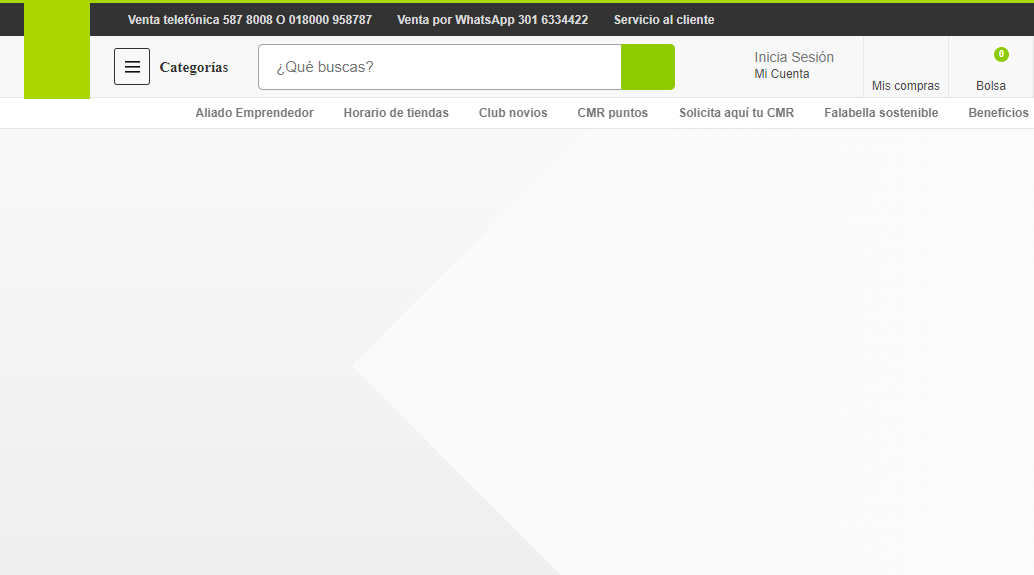 Venta telefónica 587 8008 O 018000 958787 Venta por WhatsApp 301 6334422 Servicio al cliente
Categorías
¿Qué buscas?
Inicia Sesión
Mi Cuenta
Mis compras
0
Bolsa
Aliado Emprendedor Horario de tiendas Club novios CMR puntos Solicita aquí tu CMR Falabella sostenible Beneficios